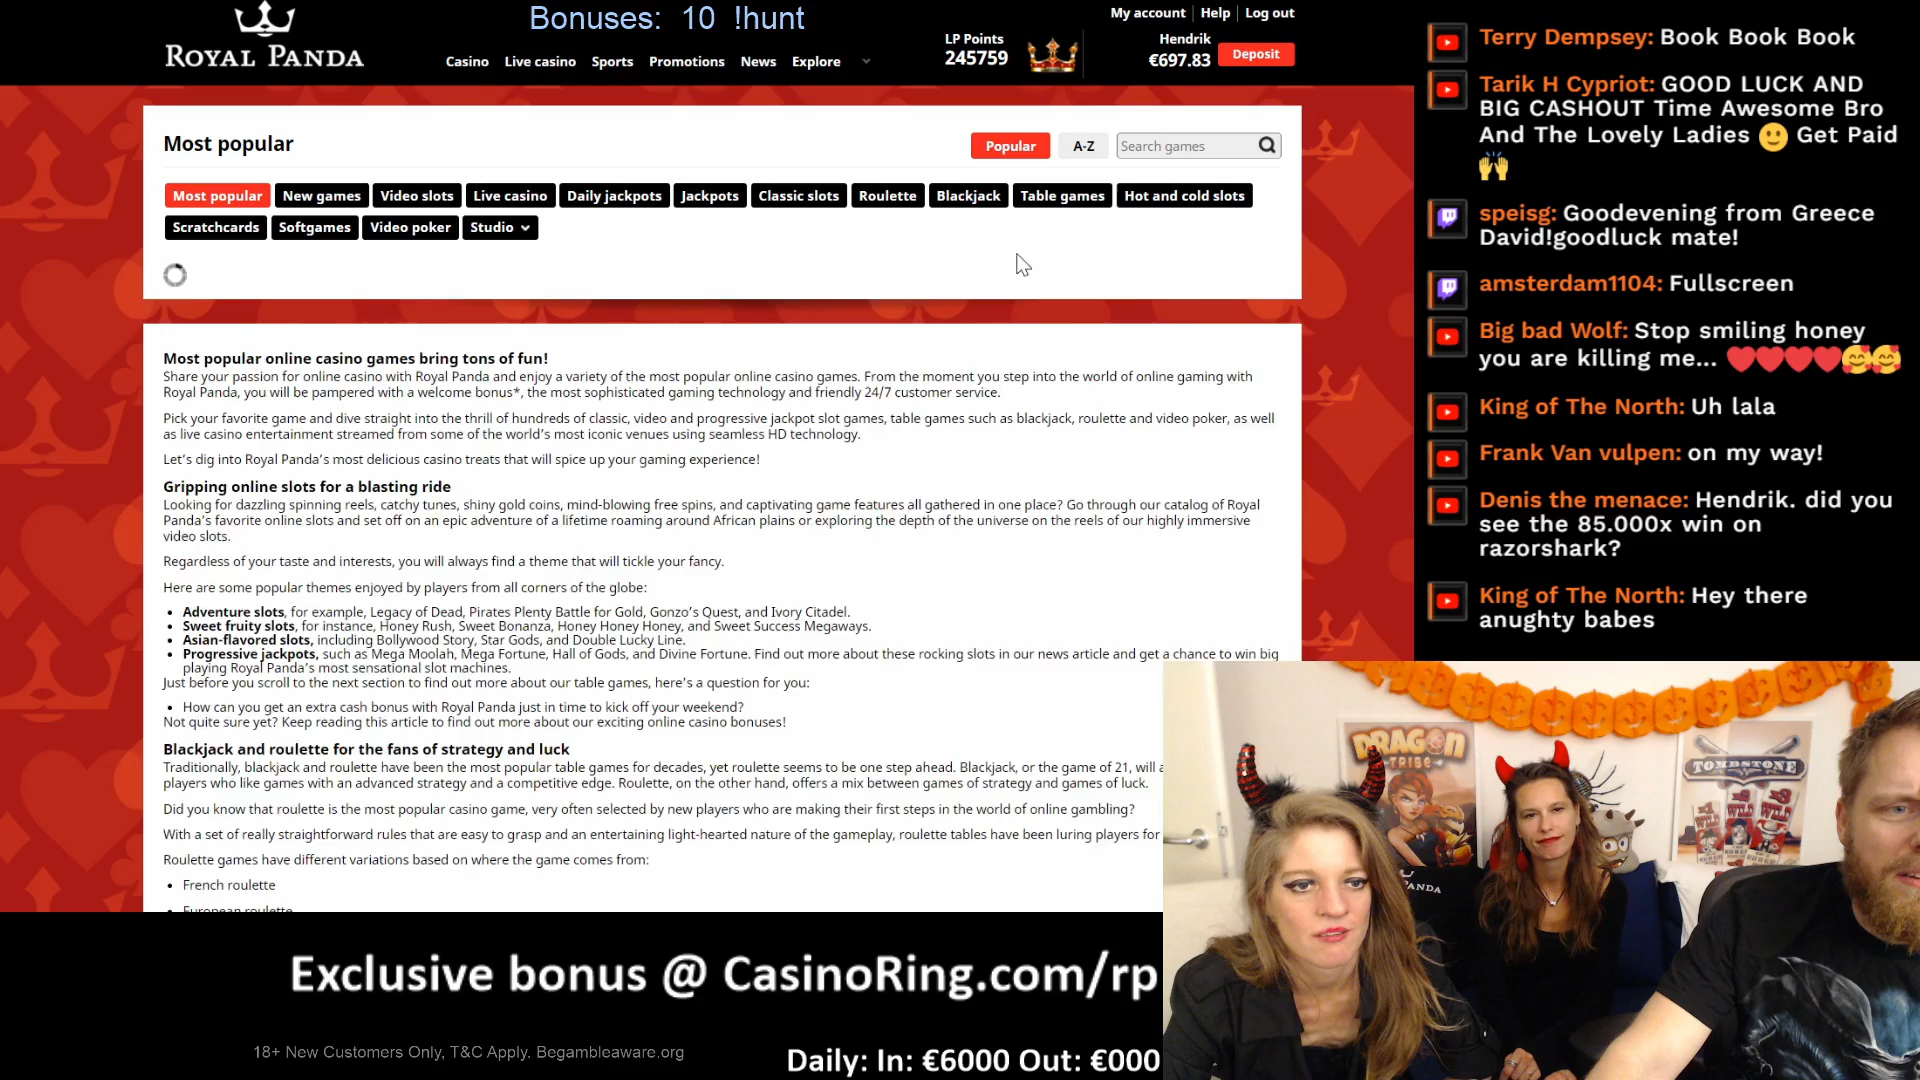 Bonuses: 10 !hunt
ROYAL PANDA
Casino Live casino Sports Promotions News Explore
My account Help Log out
LP Points
245759
Hendrik
€697.83
Deposit
Most popular
Popular A-Z Search games
Most popular New games Video slots Live casino Daily jackpots Jackpots Classic slots Roulette Blackjack Table games Hot and cold slots
Scratchcards Softgames Video poker Studio
Most popular online casino games bring tons of fun!
Share your passion for online casino with Royal Panda and enjoy a variety of the most popular online casino games. From the moment you step into the world of online gaming with
Royal Panda, you will be pampered with a welcome bonus*, the most sophisticated gaming technology and friendly 24/7 customer service.
Pick your favorite game and dive straight into the thrill of hundreds of classic, video and progressive jackpot slot games, table games such as blackjack, roulette and video poker, as well
as live casino entertainment streamed from some of the world's most iconic venues using seamless HD technology.
Let's dig into Royal Panda's most delicious casino treats that will spice up your gaming experience!
Gripping online slots for a blasting ride
Looking for dazzling spinning reels, catchy tunes, shiny gold coins, mind-blowing free spins, and captivating game features all gathered in one place? Go through our catalog of Royal
Panda's favorite online slots and set off on an epic adventure of a lifetime roaming around African plains or exploring the depth of the universe on the reels of our highly immersive
video slots.
Regardless of your taste and interests, you will always find a theme that will tickle your fancy.
Here are some popular themes enjoyed by players from all corners of the globe:
• Adventure slots, for example, Legacy of Dead, Pirates Plenty Battle for Gold, Gonzo's Quest, and Ivory Citadel.
• Sweet fruity slots, for instance, Honey Rush, Sweet Bonanza, Honey Honey Honey, and Sweet Success Megaways.
• Asian-flavored slots, including Bollywood Story, Star Gods, and Double Lucky Line.
• Progressive jackpots, such as Mega Moolah, Mega Fortune, Hall of Gods, and Divine Fortune. Find out more about these rocking slots in our news article and get a chance to win big
playing Royal Panda's most sensational slot machines.
Just before you scroll to the next section to find out more about our table games, here's a question for you:
• How can you get an extra cash bonus with Royal Panda just in time to kick off your weekend?
Not quite sure yet? Keep reading this article to find out more about our exciting online casino bonuses!
Blackjack and roulette for the fans of strategy and luck
Traditionally, blackjack and roulette have been the most popular table games for decades, yet roulette seems to be one step ahead. Blackjack, or the game of 21, will a
players who like games with an advanced strategy and a competitive edge. Roulette, on the other hand, offers a mix between games of strategy and games of luck.
Did you know that roulette is the most popular casino game, very often selected by new players who are making their first steps in the world of online gambling?
With a set of really straightforward rules that are easy to grasp and an entertaining light-hearted nature of the gameplay, roulette tables have been luring players for
Roulette games have different variations based on where the game comes from:
• French roulette
• European roulette
Exclusive bonus @ CasinoRing.com/rp
18+ New Customers Only, T&C Apply. Begambleaware.org
Daily: In: €6000 Out: €000
Terry Dempsey: Book Book Book
Tarik H Cypriot: GOOD LUCK AND
BIG CASHOUT Time Awesome Bro
And The Lovely Ladies 🙂 Get Paid
🙌
speisg: Goodevening from Greece
David!goodluck mate!
amsterdam1104: Fullscreen
Big bad Wolf: Stop smiling honey
you are killing me... ❤❤❤❤🥰🥰
King of The North: Uh lala
Frank Van vulpen: on my way!
Denis the menace: Hendrik. did you
see the 85.000x win on
razorshark?
King of The North: Hey there
anughty babes
DRAGON
TRIBE
TOMBSTONE
WILD WILD WILD
PANDA